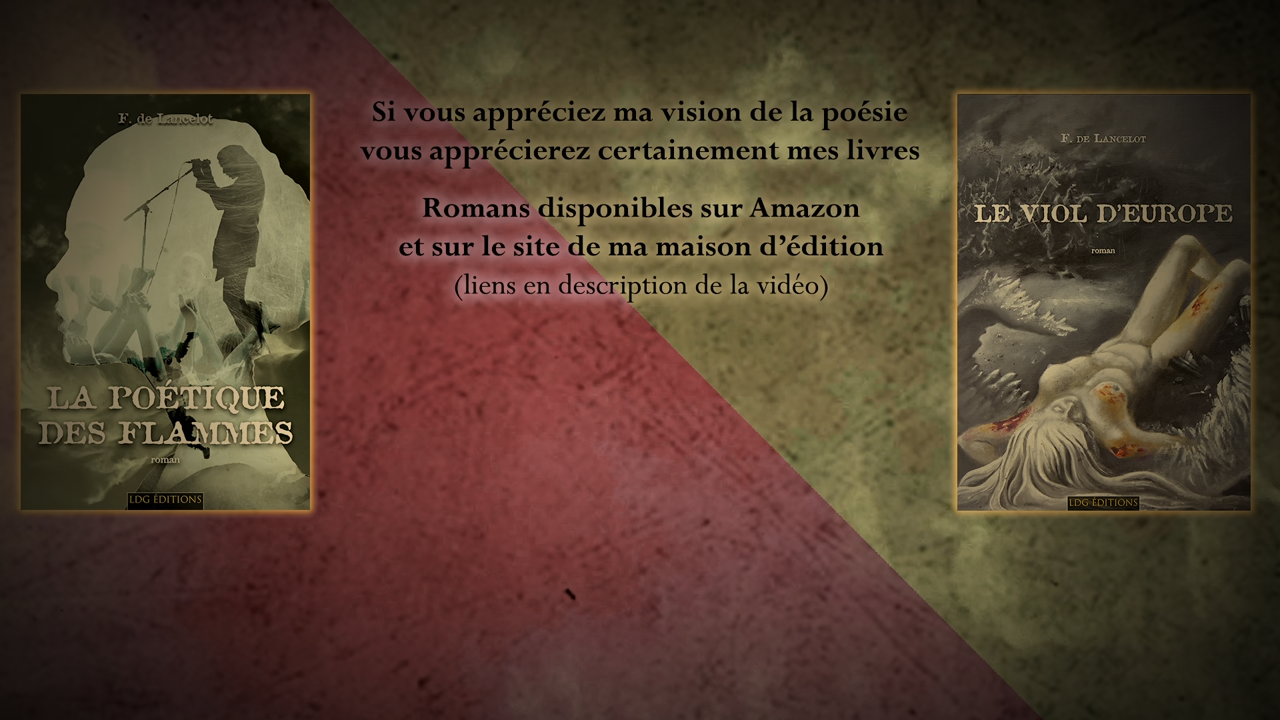 F. de Lancelot
LA POÉTIQUE
DES FLAMMES
roman
LDG ÉDITIONS
Si vous appréciez ma vision de la poésie
vous apprécierez certainement mes livres
Romans disponibles sur Amazon
et sur le site de ma maison d’édition
(liens en description de la vidéo)
F. DE LANCELOT
LE VIOL D'EUROPE
roman
LDG ÉDITIONS